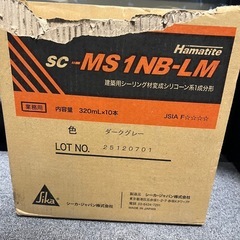 Hamatite
SC-MS1NB-LM
建築用シーリング材変成シリコーン系1成分形
業務用
内容量 320mL×10本
JSIA F☆☆☆☆
色 ダークグレー
LOT NO. 25120701
Sika
シーカ・ジャパン株式会社